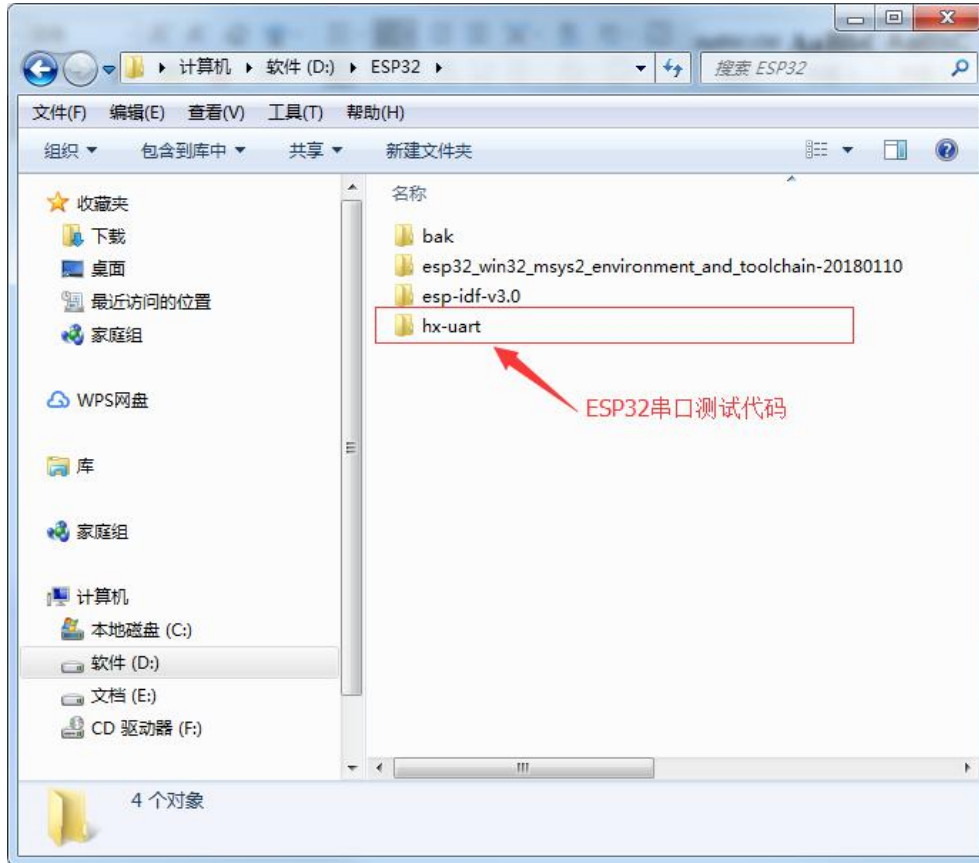 计算机 软件 (D:) ESP32 搜索 ESP32
文件(F) 编辑(E) 查看(V) 工具(T) 帮助(H)
组织 包含到库中 共享 新建文件夹
收藏夹
下载
桌面
最近访问的位置
家庭组
WPS网盘
库
家庭组
计算机
本地磁盘 (C:)
软件 (D:)
文档 (E:)
CD 驱动器 (F:)
名称
bak
esp32_win32_msys2_environment_and_toolchain-20180110
esp-idf-v3.0
hx-uart
ESP32串口测试代码
4 个对象